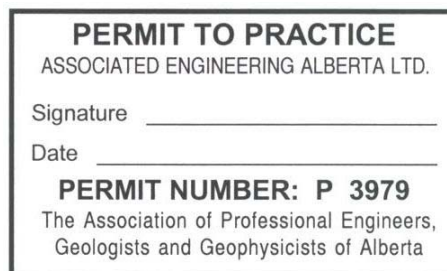 PERMIT TO PRACTICE
ASSOCIATED ENGINEERING ALBERTA LTD.
Signature
Date
PERMIT NUMBER: P 3979
The Association of Professional Engineers,
Geologists and Geophysicists of Alberta